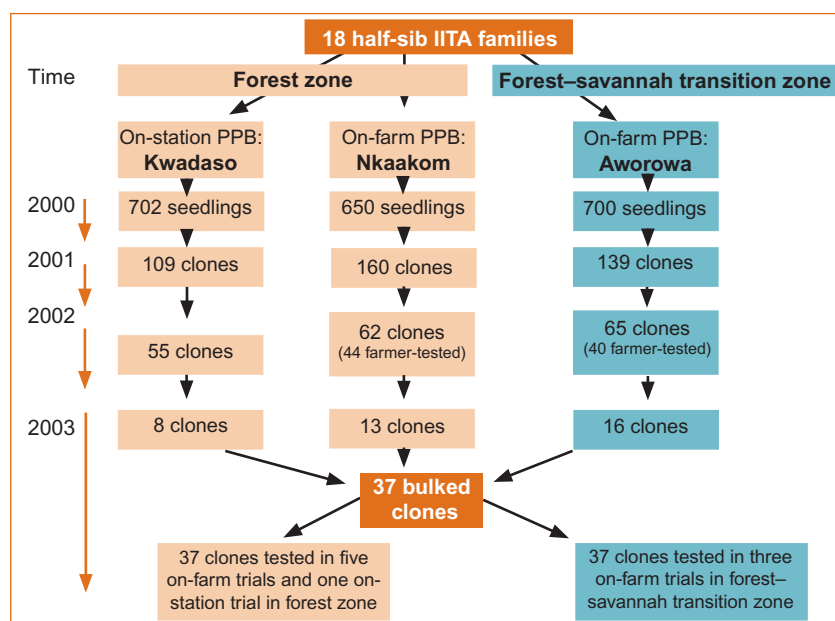 18 half-sib IITA families
Time
Forest zone
Forest–savannah transition zone
On-station PPB:
Kwadaso
On-farm PPB:
Nkaakom
On-farm PPB:
Aworowa
2000
702 seedlings
650 seedlings
700 seedlings
2001
109 clones
160 clones
139 clones
2002
55 clones
62 clones
(44 farmer-tested)
65 clones
(40 farmer-tested)
2003
8 clones
13 clones
16 clones
37 bulked
clones
37 clones tested in five
on-farm trials and one on-
station trial in forest zone
37 clones tested in three
on-farm trials in forest–
savannah transition zone